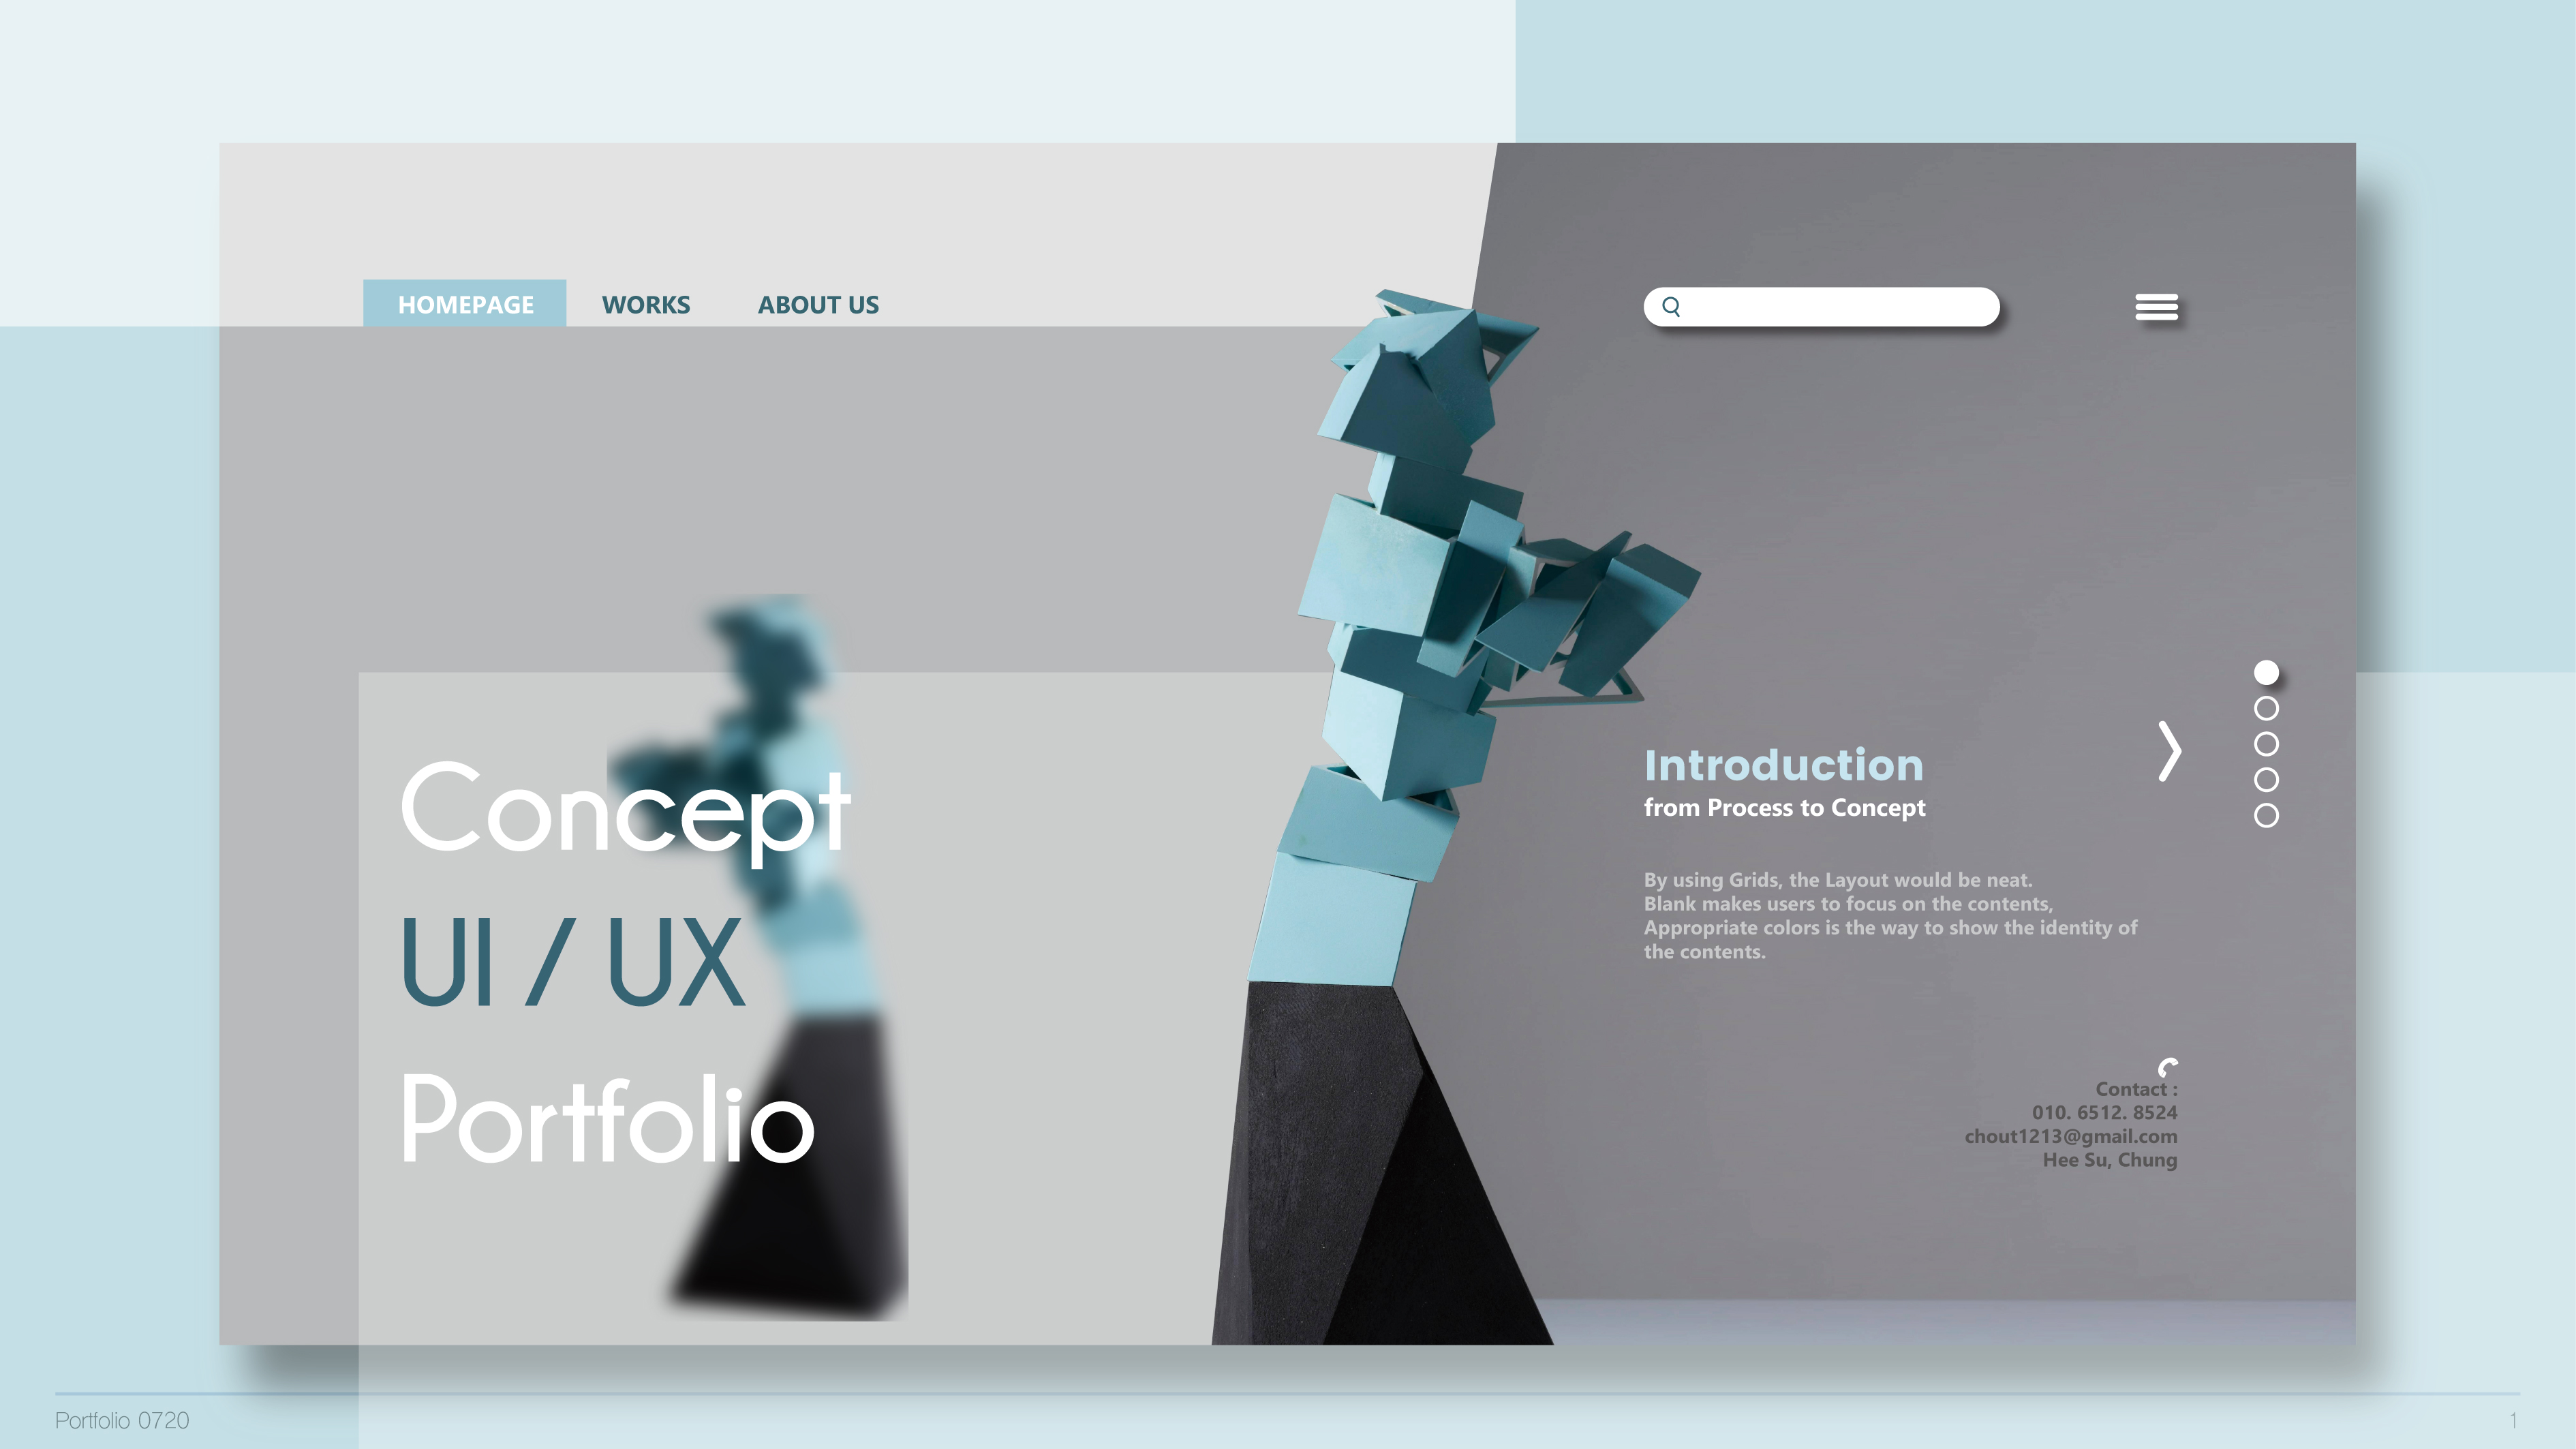 HOMEPAGE WORKS ABOUT US
Concept
UI / UX
Portfolio
Introduction
from Process to Concept
By using Grids, the Layout would be neat.
Blank makes users to focus on the contents,
Appropriate colors is the way to show the identity of
the contents.
Contact :
010. 6512. 8524
chout1213@gmail.com
Hee Su, Chung
Portfolio 0720
1